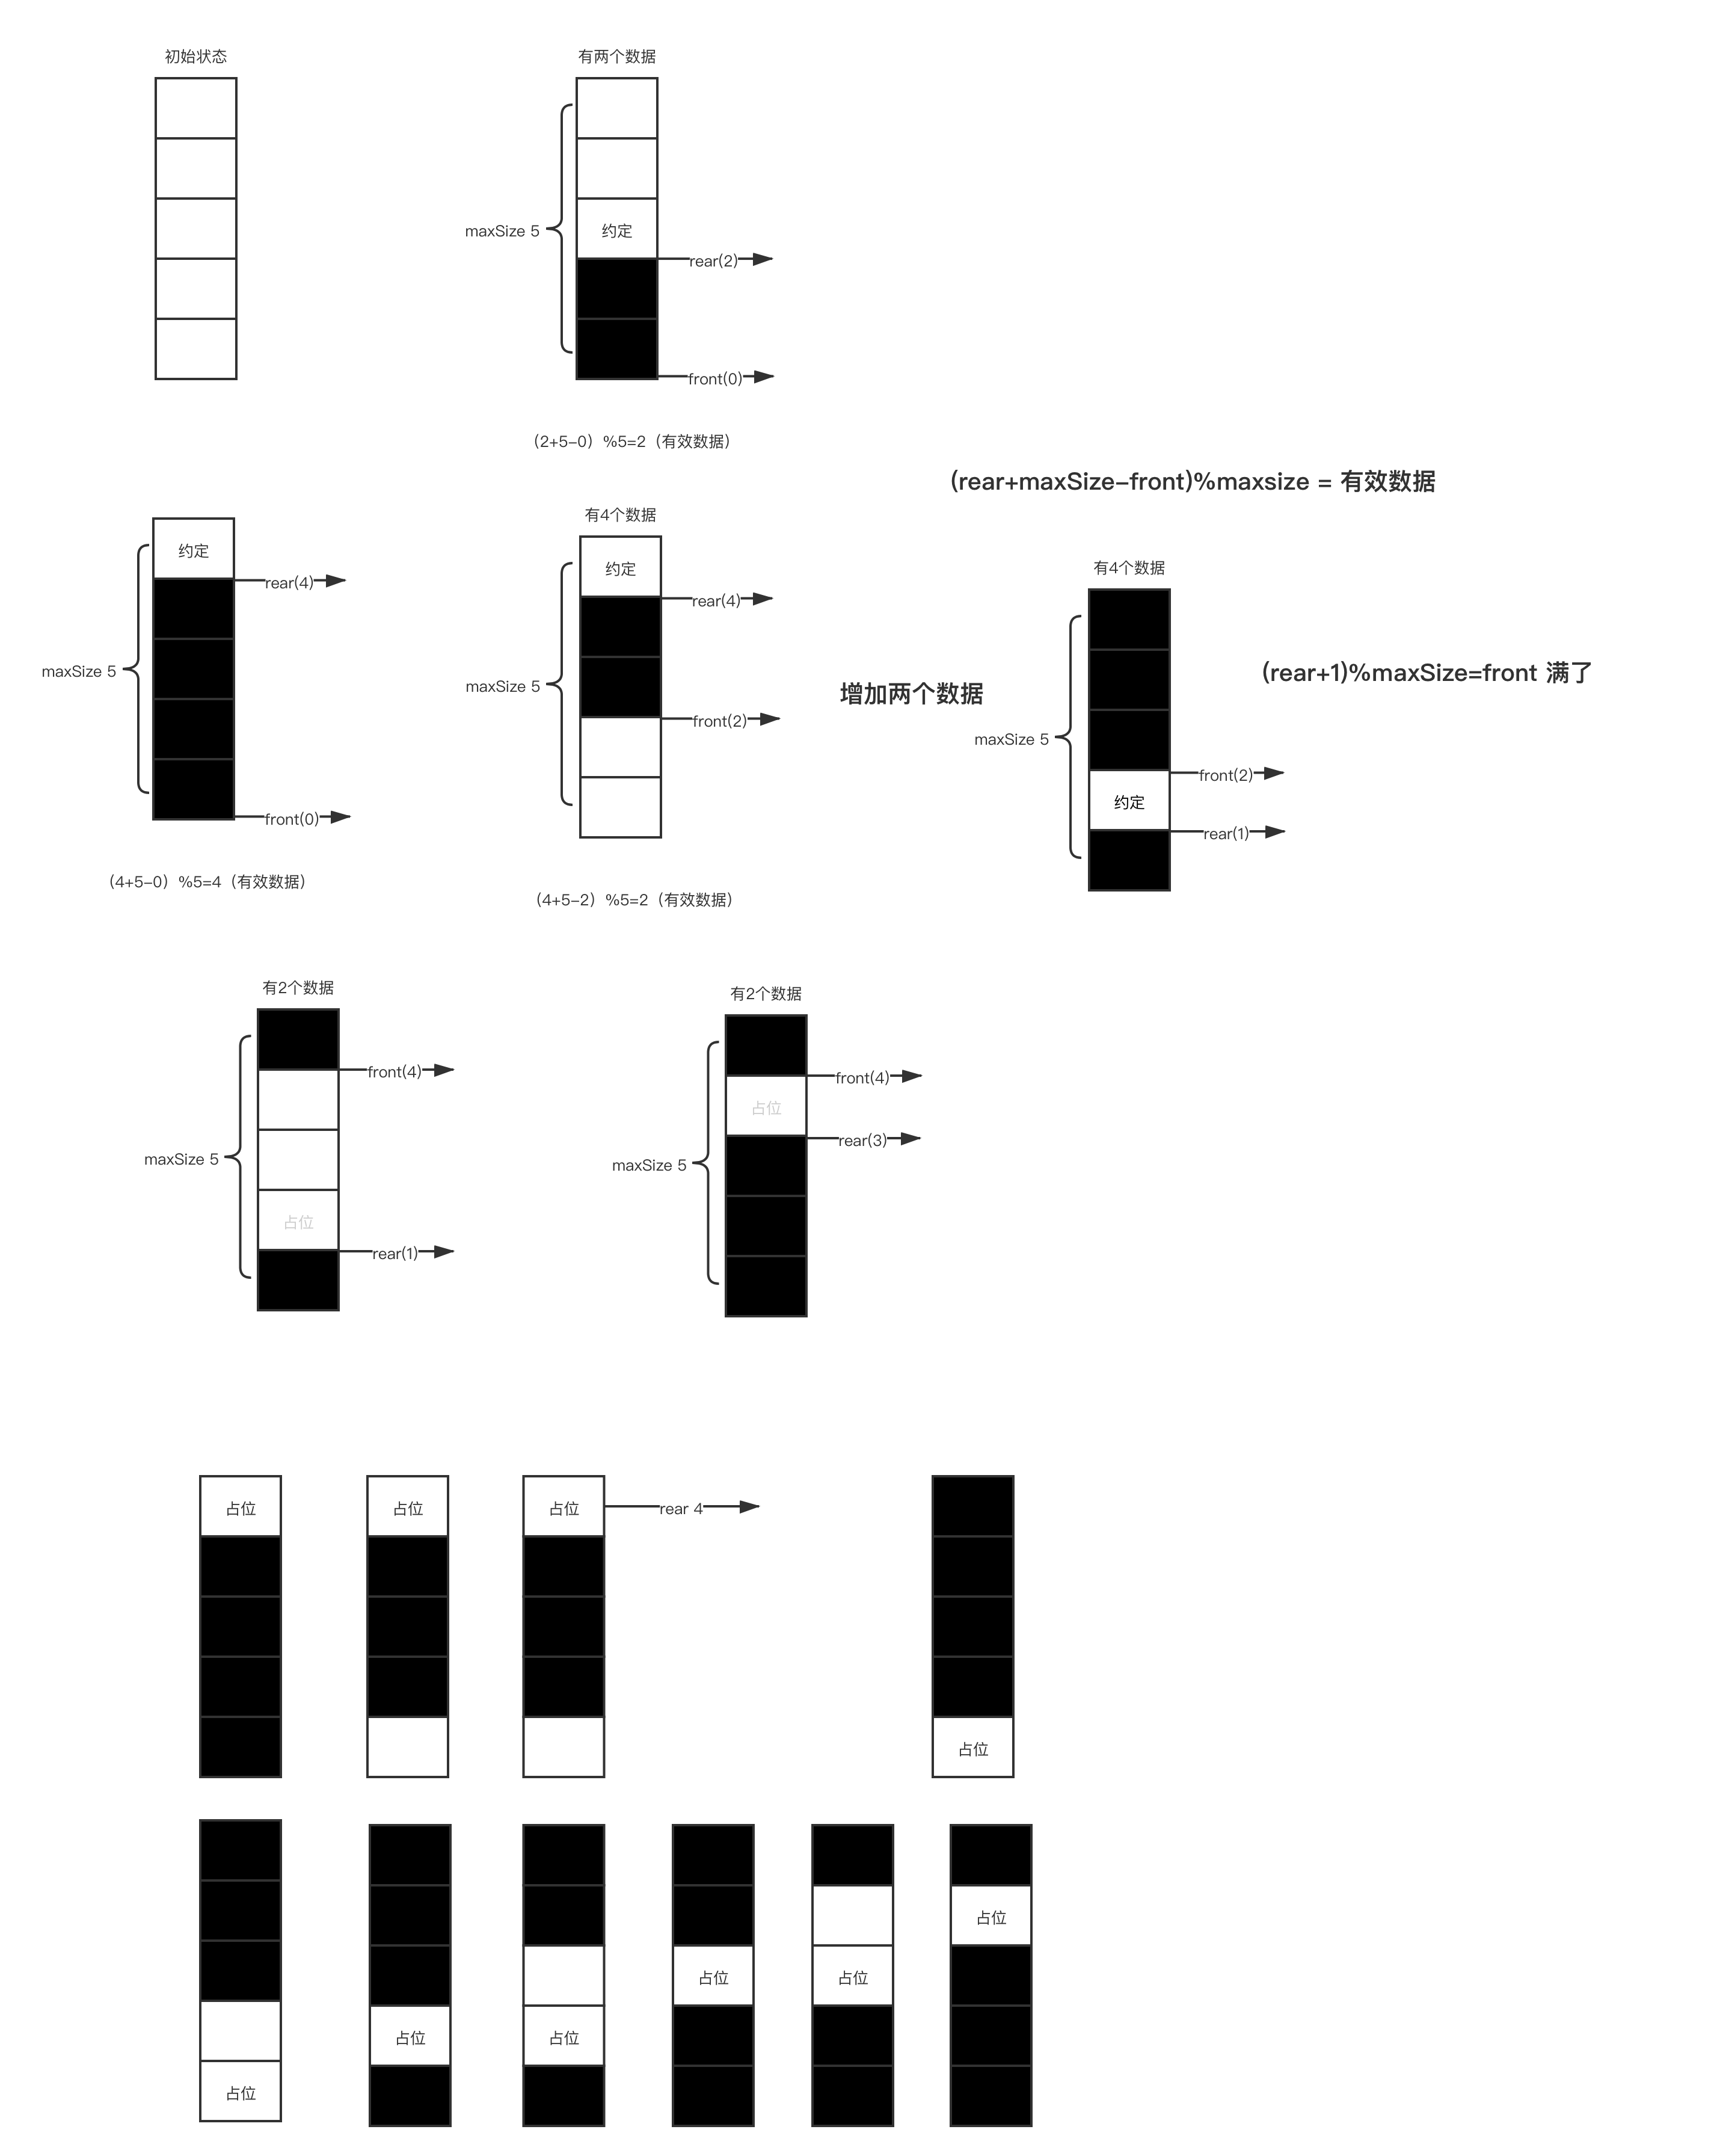 初始状态
有两个数据
maxSize 5
约定
rear(2)
front(0)
（2+5-0）%5=2（有效数据）
(rear+maxSize-front)%maxsize = 有效数据
约定
rear(4)
maxSize 5
front(0)
（4+5-0）%5=4（有效数据）
有4个数据
约定
rear(4)
maxSize 5
front(2)
（4+5-2）%5=2（有效数据）
增加两个数据
有4个数据
maxSize 5
front(2)
约定
rear(1)
(rear+1)%maxSize=front 满了
有2个数据
front(4)
maxSize 5
占位
rear(1)
有2个数据
front(4)
占位
rear(3)
maxSize 5
占位
占位
占位
rear 4
占位
占位
占位
占位
占位
占位
占位